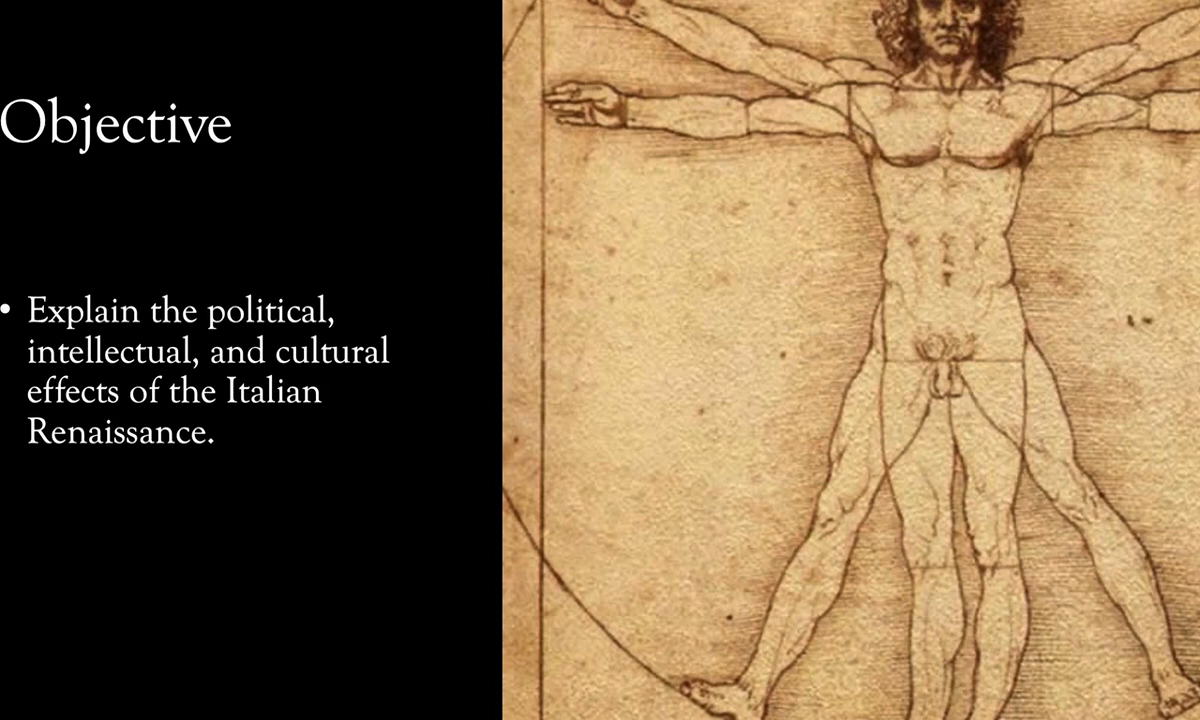 Objective
• Explain the political,
intellectual, and cultural
effects of the Italian
Renaissance.